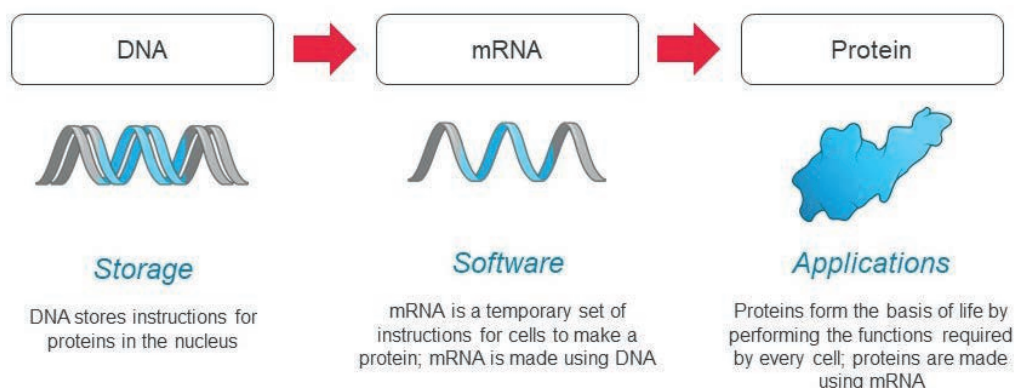 DNA
mRNA
Protein
Storage
Software
Applications
DNA stores instructions for
proteins in the nucleus
mRNA is a temporary set of
instructions for cells to make a
protein; mRNA is made using DNA
Proteins form the basis of life by
performing the functions required
by every cell; proteins are made
using mRNA